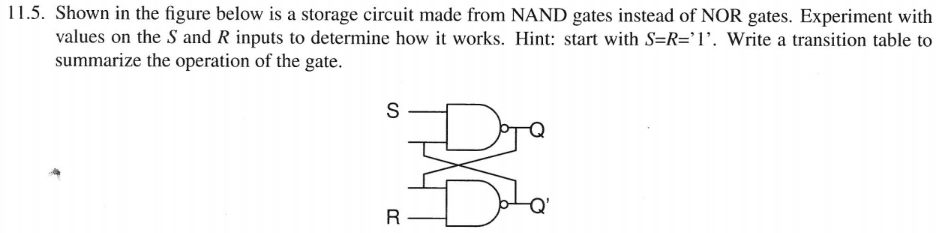 11.5. Shown in the figure below is a storage circuit made from NAND gates instead of NOR gates. Experiment with
values on the S and R inputs to determine how it works. Hint: start with S=R='1'. Write a transition table to
summarize the operation of the gate.
S
Q
Q'
R